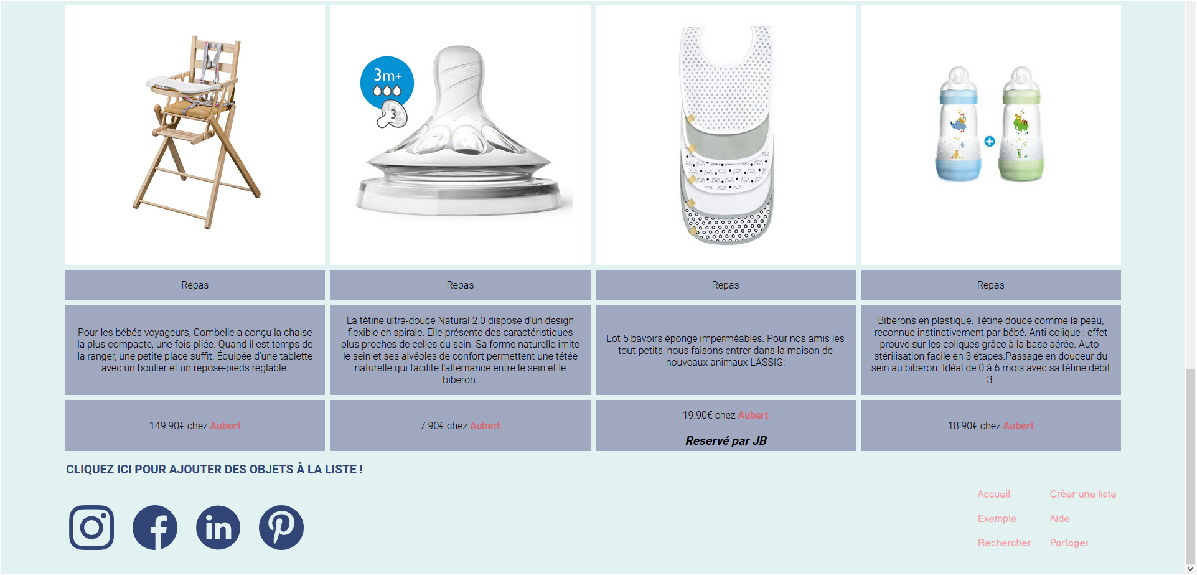 3m+
3
+
Repas
Repas
Repas
Repas
Pour les bébés voyageurs, Combelle a conçu la chaise
la plus compacte, une fois pliée. Quand il est temps de
la ranger, une petite place suffit. Équipée d'une tablette
avec un boulier et un repose-pieds réglable.
La tétine ultra-douce Natural 2.0 dispose d'un design
flexible en spirale. Elle présente des caractéristiques
plus proches de celles du sein. Sa forme naturelle imite
le sein et ses alvéoles de confort permettent une tétée
naturelle qui facilite l'alternance entre le sein et le
biberon.
Lot 5 bavoirs éponge imperméables. Pour nos amis les
tout-petits, nous faisons entrer dans la maison de
nouveaux animaux LÄSSIG.
Biberons en plastique. Tétine douce comme la peau,
reconnue instinctivement par bébé. Anti-colique : effet
prouvé sur les coliques grâce à la base aérée. Auto-
stérilisation facile en 3 étapes.Passage en douceur du
sein au biberon. Idéal de 0 à 6 mois avec sa tétine débit
3.
149.90€ chez Aubert
7.90€ chez Aubert
19.90€ chez Aubert
Reservé par JB
18.90€ chez Aubert
CLIQUEZ ICI POUR AJOUTER DES OBJETS À LA LISTE !
in
Accueil
Créer une liste
Exemple
Aide
Rechercher
Partager